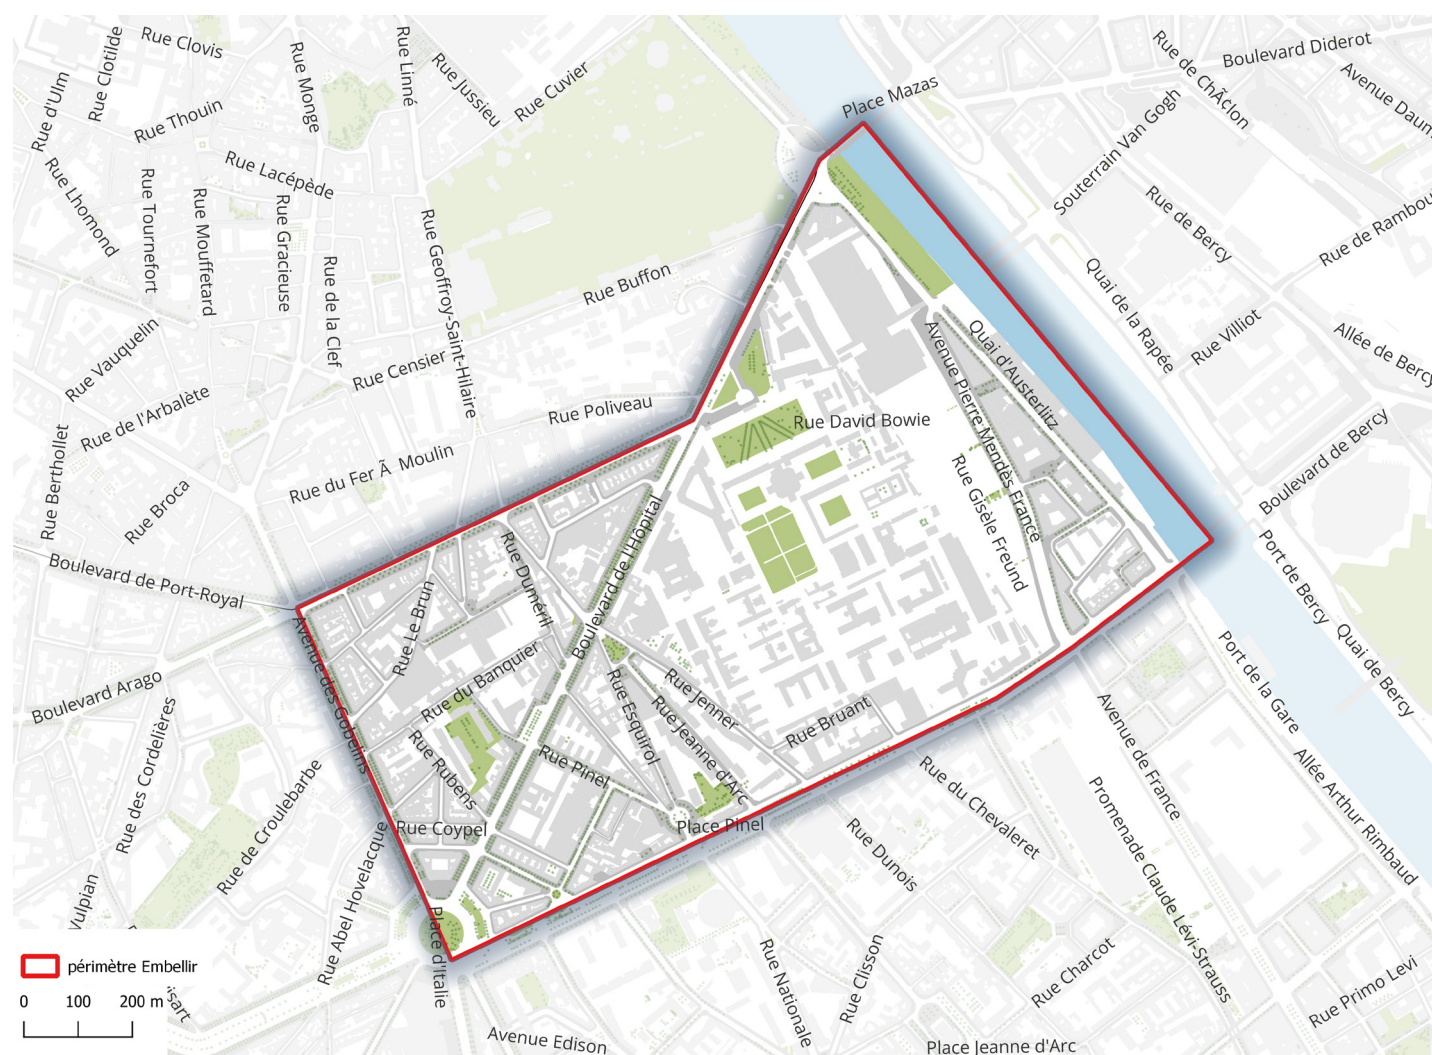 Rue Clovis
Rue Clotilde
Rue d'Ulm
Rue Monge
Rue Linné
Rue Jussieu
Rue Cuvier
Place Mazas
Rue de ChÃclon
Boulevard Diderot
Avenue Daum
Rue Thouin
Rue Lacépède
Rue Lhomond
Rue Tournefort
Rue Mouffetard
Rue Gracieuse
Rue de la Clef
Rue Geoffroy-Saint-Hilaire
Rue Buffon
Souterrain Van Gogh
Rue de Bercy
Rue de Rambou
Quai de la Rapée
Rue Villiot
Allée de Bercy
Rue Vauquelin
Rue Censier
Rue de l'Arbalète
Rue Poliveau
Rue Berthollet
Rue du Fer Ã  Moulin
Rue Broca
Rue David Bowie
Avenue Pierre Mendès France
Quai d'Austerlitz
Rue Gisèle Freund
Boulevard de Bercy
Boulevard de Port-Royal
Rue Duméril
Boulevard de l'Hôpital
Rue Le Brun
Avenue des Gobelins
Port de Bercy
Quai de Bercy
Boulevard Arago
Rue du Banquier
Rue Jenner
Rue Esquirol
Rue Jeanne d'Arc
Rue Bruant
Port de la Gare
Avenue de France
Allée Arthur Rimbaud
Rue des Cordelières
Rue de Croulebarbe
Rue Rubens
Rue Pinel
Rue Coypel
Place Pinel
Rue du Chevaleret
Rue Dunois
Promenade Claude Lévi-Strauss
Vulpian
Rue Abel Hovelacque
Place d'Italie
Rue Nationale
Rue Clisson
Rue Charcot
Rue Primo Levi
Avenue Edison
Place Jeanne d'Arc
périmètre Embellir
0 100 200 m